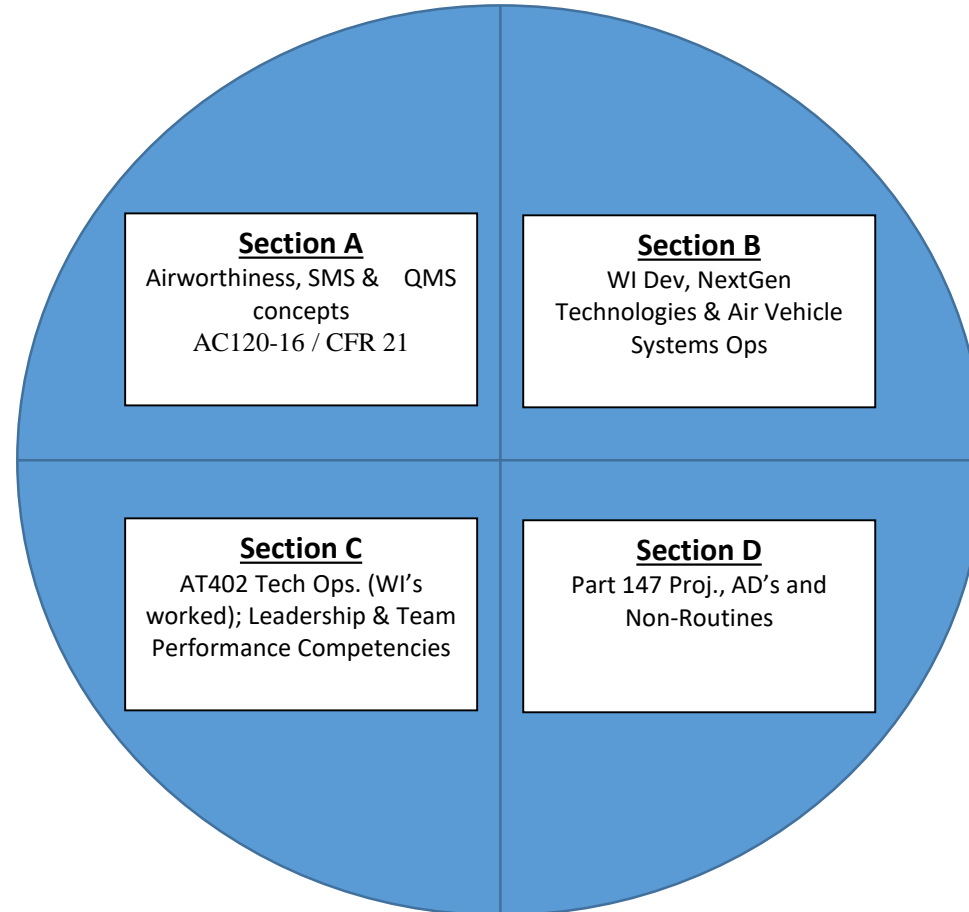 Section A
Airworthiness, SMS & QMS
concepts
AC120-16 / CFR 21
Section B
WI Dev, NextGen
Technologies & Air Vehicle
Systems Ops
Section C
AT402 Tech Ops. (WI's
worked); Leadership & Team
Performance Competencies
Section D
Part 147 Proj., AD's and
Non-Routines